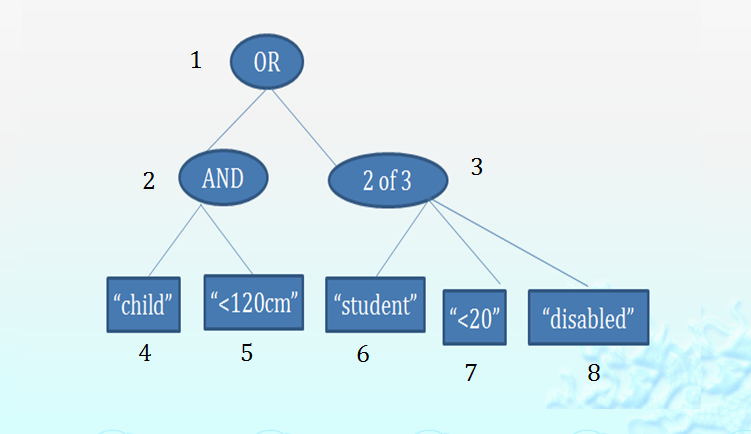 1
OR
2
AND
2 of 3
3
“child”
“<120cm”
“student”
“<20”
“disabled”
4
5
6
7
8